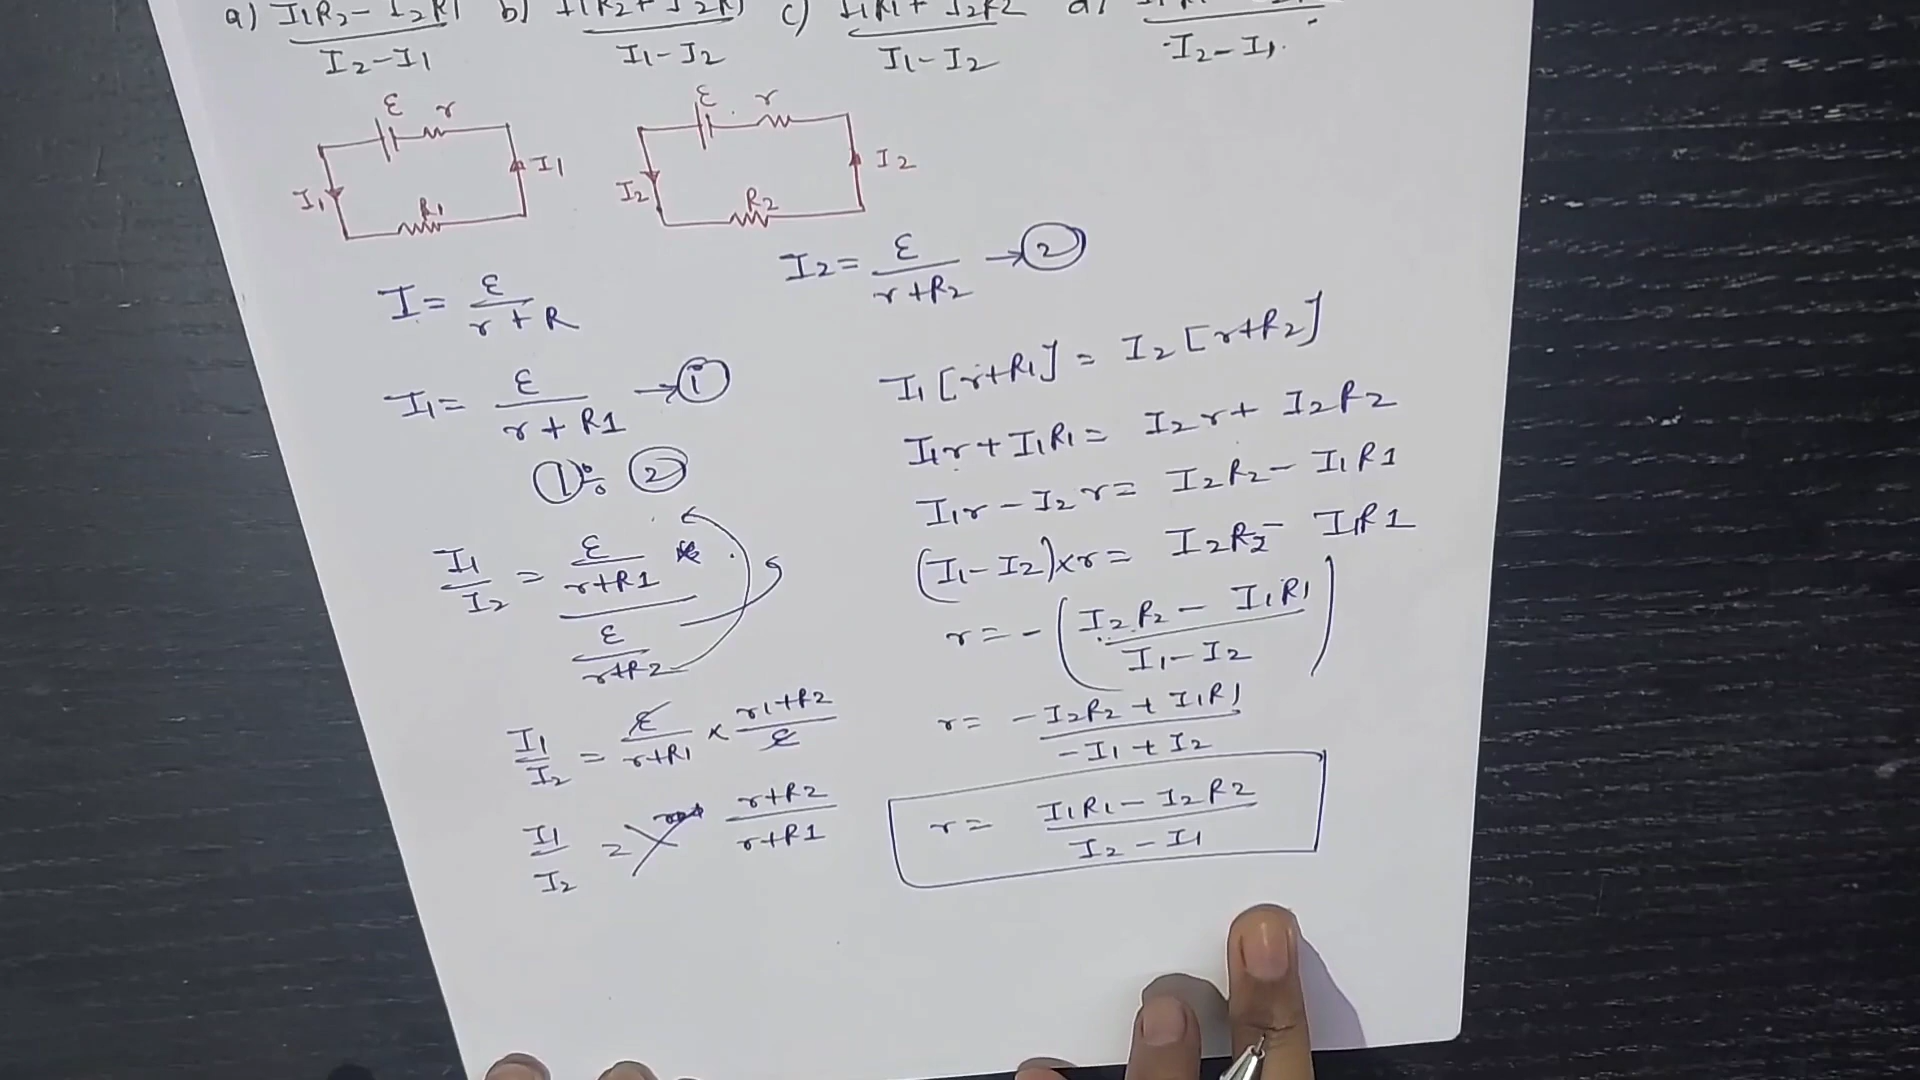 a) I1R2 - I2R1 / I2 - I1 b) I1R2 + I2R1 / I1 - I2 c) I1R1 + I2R2 / I1 - I2 d) / I2 - I1
ε r ε r
I1 I1 I2 I2
R1 R2
I2 = ε / r + R2 → 2
I = ε / r + R
I1 = ε / r + R1 → 1
1 ÷ 2
I1 / I2 = ε / r+R1 / ε / r+R2
I1 / I2 = ε / r+R1 × r1+R2 / ε
I1 / I2 = r+R2 / r+R1
I1 [r+R1] = I2 [r+R2]
I1r + I1R1 = I2r + I2R2
I1r - I2r = I2R2 - I1R1
(I1 - I2) × r = I2R2 - I1R1
r = - (I2R2 - I1R1 / I1 - I2)
r = -I2R2 + I1R1 / -I1 + I2
r = I1R1 - I2R2 / I2 - I1